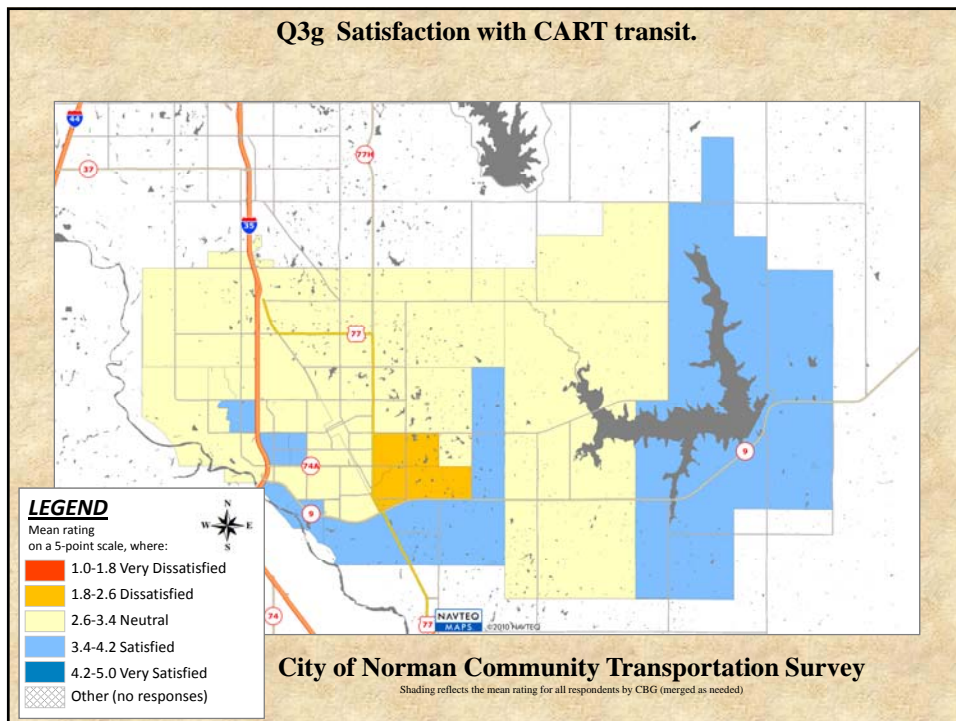 Q3g  Satisfaction with CART transit.
44
77H
37
35
77
74A
9
9
LEGEND
Mean rating
on a 5-point scale, where:
N
W E
S
1.0-1.8 Very Dissatisfied
1.8-2.6 Dissatisfied
2.6-3.4 Neutral
3.4-4.2 Satisfied
4.2-5.0 Very Satisfied
Other (no responses)
74
77
NAVTEQ
MAPS
©2010 NAVTEQ
City of Norman Community Transportation Survey
Shading reflects the mean rating for all respondents by CBG (merged as needed)